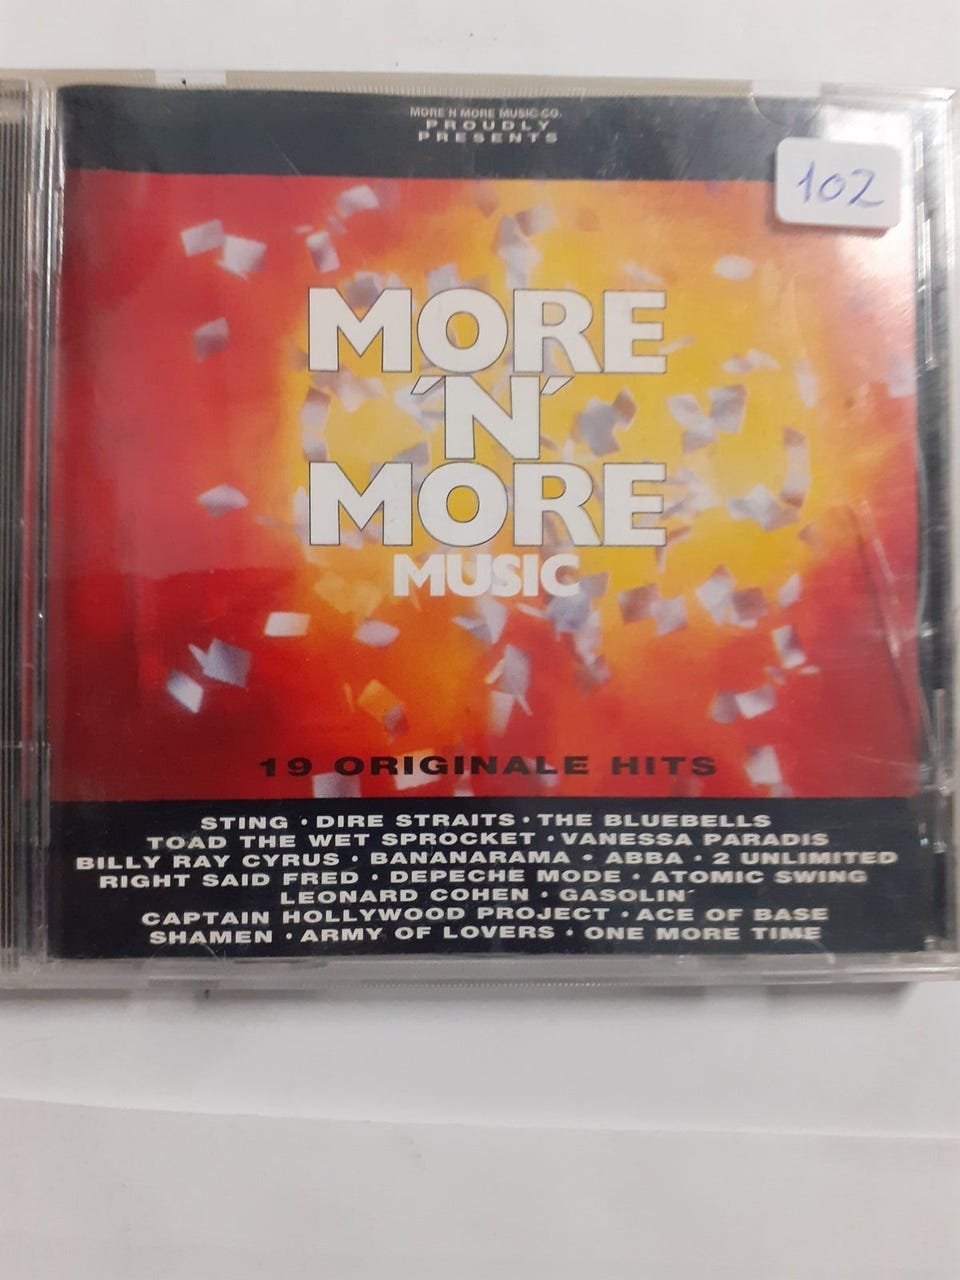 MORE N MORE MUSIC CO.
PROUDLY
PRESENTS
102
MORE
'N'
MORE
MUSIC
19 ORIGINALE HITS
STING • DIRE STRAITS • THE BLUEBELLS
TOAD THE WET SPROCKET • VANESSA PARADIS
BILLY RAY CYRUS • BANANARAMA • ABBA • 2 UNLIMITED
RIGHT SAID FRED • DEPECHE MODE • ATOMIC SWING
LEONARD COHEN • GASOLIN'
CAPTAIN HOLLYWOOD PROJECT • ACE OF BASE
SHAMEN • ARMY OF LOVERS • ONE MORE TIME